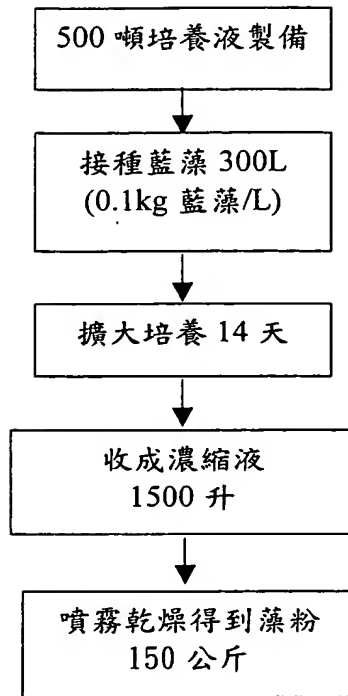 500 噸培養液製備
接種藍藻 300L
(0.1kg 藍藻/L)
擴大培養 14 天
收成濃縮液
1500 升
噴霧乾燥得到藻粉
150 公斤